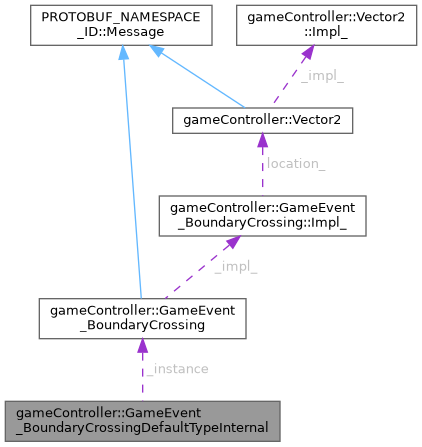 PROTOBUF_NAMESPACE
_ID::Message
gameController::Vector2
::Impl_
_impl_
gameController::Vector2
location_
gameController::GameEvent
_BoundaryCrossing::Impl_
_impl_
gameController::GameEvent
_BoundaryCrossing
_instance
gameController::GameEvent
_BoundaryCrossingDefaultTypeInternal